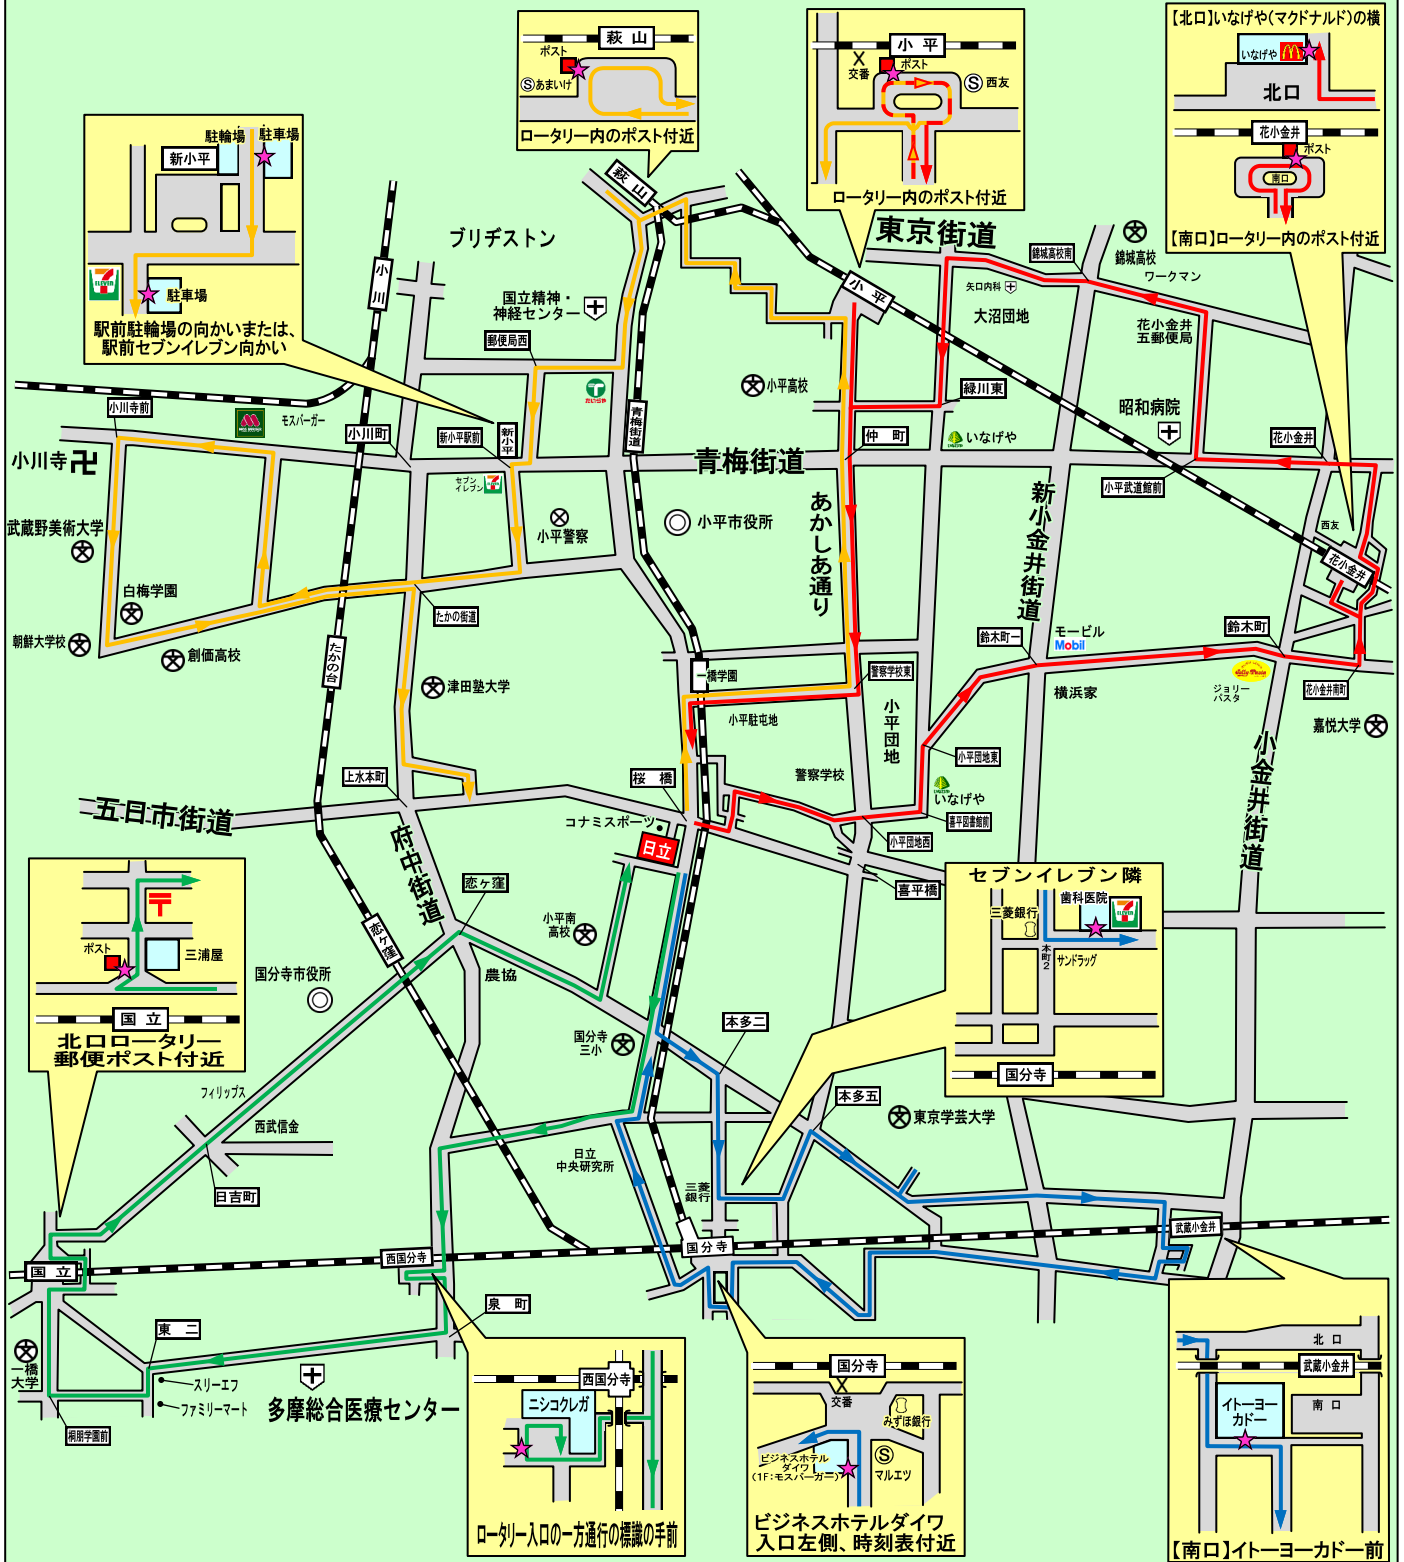 【北口】いなげや(マクドナルド)の横
いなげや
北口
花小金井
ポスト
南口
【南口】ロータリー内のポスト付近
萩 山
ポスト
Ⓢあまいけ
ロータリー内のポスト付近
小 平
交番
ポスト
Ⓢ西友
ロータリー内のポスト付近
駐輪場
駐車場
新小平
7
ELEVEN
駐車場
駅前駐輪場の向かいまたは、
駅前セブンイレブン向かい
萩山
ブリヂストン
東京街道
錦城高校南
錦城高校
ワークマン
小川
小 平
矢口内科
大沼団地
花小金井
五郵便局
国立精神・
神経センター
郵便局西
たいらや
小平高校
緑川東
昭和病院
小川寺前
モスバーガー
小川町
新小平駅前
新小平
青梅街道
仲 町
いなげや
花小金井
小川寺
セブン
イレブン
青梅街道
小平武道館前
武蔵野美術大学
小平警察
小平市役所
あかしあ通り
新小金井街道
西友
花小金井
白梅学園
たかの街道
朝鮮大学校
創価高校
たかの台
津田塾大学
一橋学園
警察学校東
鈴木町一
モービル
Mobil
鈴木町
横浜家
ジョリー
パスタ
花小金井南町
嘉悦大学
小平駐屯地
小平団地
小平団地東
小金井街道
上水本町
桜 橋
警察学校
いなげや
喜平図書館前
五日市街道
コナミスポーツ
日立
小平団地西
府中街道
恋ヶ窪
喜平橋
セブンイレブン隣
三菱銀行
歯科医院
7
ELEVEN
本町2
サンドラッグ
国分寺
ポスト
三浦屋
国 立
北口ロータリー
郵便ポスト付近
小平南
高校
恋ヶ窪
国分寺市役所
農協
国分寺
三小
本多二
本多五
東京学芸大学
フィリップス
西武信金
日立
中央研究所
三菱
銀行
日吉町
武蔵小金井
国分寺
西国分寺
国 立
泉 町
東 二
一橋
大学
スリーエフ
ファミリーマート
多摩総合医療センター
桐朋学園前
西国分寺
ニシコクレガ
ロータリー入口の一方通行の標識の手前
国分寺
交番
みずほ銀行
ビジネスホテル
ダイワ
(1F:モスバーガー)
Ⓢ
マルエツ
ビジネスホテルダイワ
入口左側、時刻表付近
北 口
武蔵小金井
イトーヨー
カドー
南 口
【南口】イトーヨーカドー前